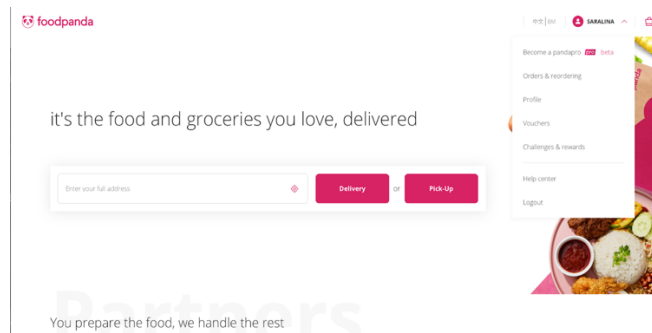 foodpanda
中文 EN
SARALINA
Become a pandapro pro beta
Orders & reordering
Profile
Vouchers
Challenges & rewards
Help center
Logout
it's the food and groceries you love, delivered
Enter your full address
Delivery
or
Pick-Up
Partners
You prepare the food, we handle the rest